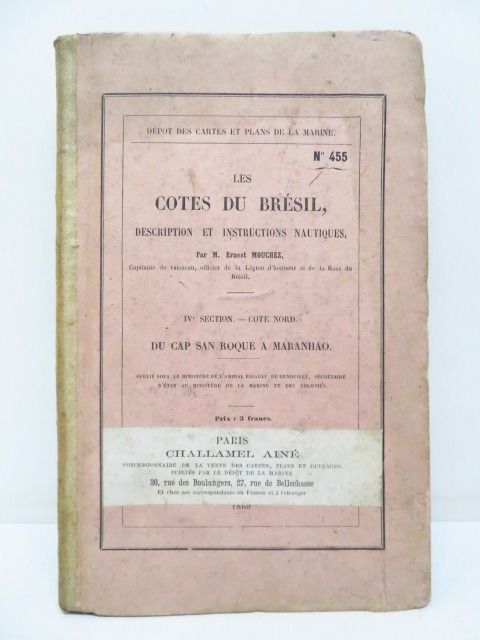 DÉPOT DES CARTES ET PLANS DE LA MARINE.
N° 455
LES
COTES DU BRÉSIL,
DESCRIPTION ET INSTRUCTIONS NAUTIQUES,
Par M. Ernest MOUCHEZ,
Capitaine de vaisseau, officier de la Légion d'honneur et de la Rose du
Brésil.
IVe SECTION. — COTE NORD.
DU CAP SAN ROQUE A MARANHAO.
PUBLIÉ SOUS LE MINISTÈRE DE L'AMIRAL RIGAULT DE GENOUILLY, SECRÉTAIRE
D'ÉTAT AU MINISTÈRE DE LA MARINE ET DES COLONIES.
Prix : 3 francs.
PARIS
CHALLAMEL AINÉ
CONCESSIONNAIRE DE LA VENTE DES CARTES, PLANS ET OUVRAGES
PUBLIÉS PAR LE DÉPÔT DE LA MARINE
30, rue des Boulangers, 27, rue de Bellechasse
Et chez ses correspondants en France et à l'étranger